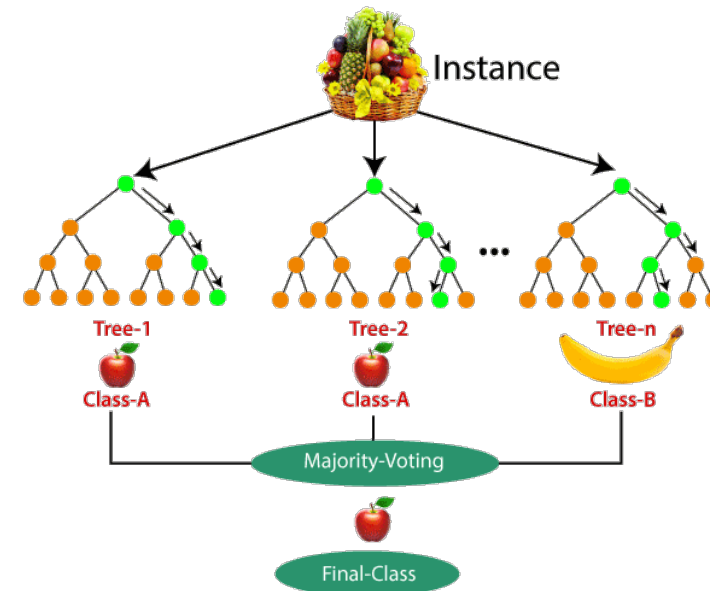 Instance
Tree-1
Tree-2
Tree-n
Class-A
Class-A
Class-B
Majority-Voting
Final-Class